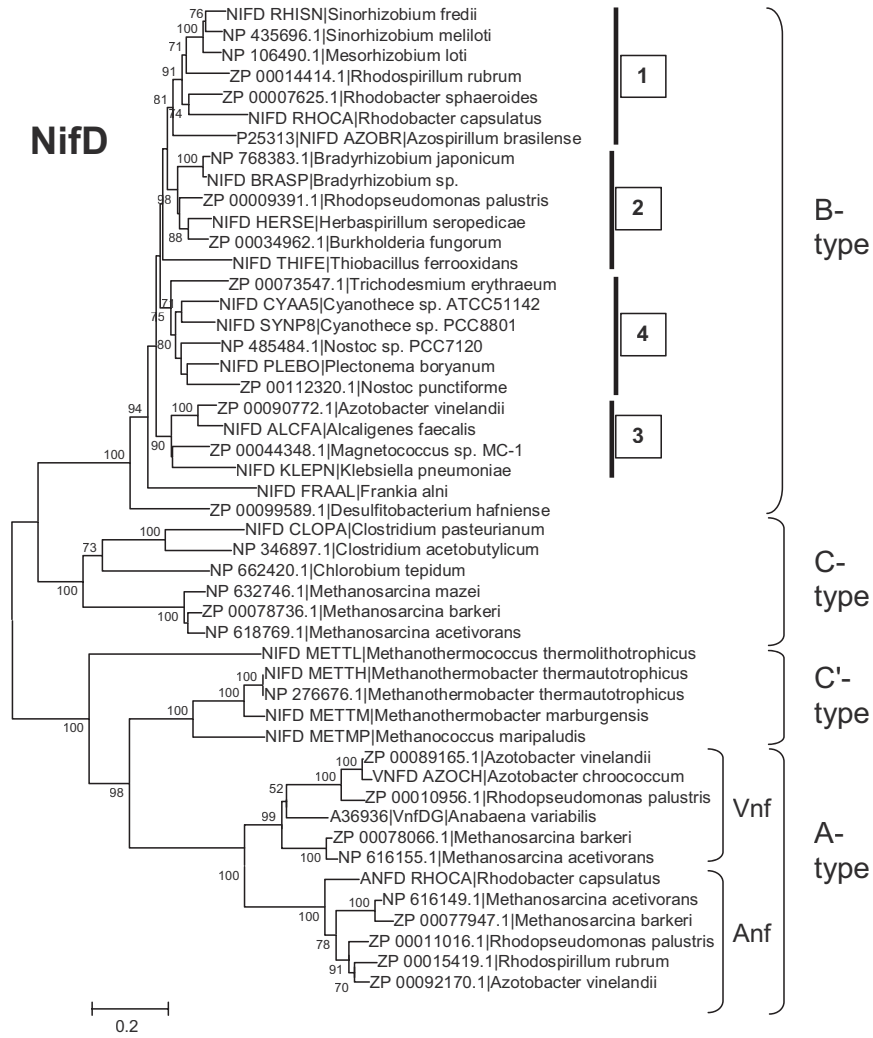 76
NIFD RHISN|Sinorhizobium fredii
100
NP 435696.1|Sinorhizobium meliloti
71
NP 106490.1|Mesorhizobium loti
91
ZP 00014414.1|Rhodospirillum rubrum
1
81
ZP 00007625.1|Rhodobacter sphaeroides
74
NIFD RHOCA|Rhodobacter capsulatus
NifD
P25313|NIFD AZOBR|Azospirillum brasilense
100
NP 768383.1|Bradyrhizobium japonicum
NIFD BRASP|Bradyrhizobium sp.
98
ZP 00009391.1|Rhodopseudomonas palustris
2
NIFD HERSE|Herbaspirillum seropedicae
88
ZP 00034962.1|Burkholderia fungorum
B-
type
NIFD THIFE|Thiobacillus ferrooxidans
ZP 00073547.1|Trichodesmium erythraeum
71
NIFD CYAA5|Cyanothece sp. ATCC51142
75
NIFD SYNP8|Cyanothece sp. PCC8801
4
80
NP 485484.1|Nostoc sp. PCC7120
NIFD PLEBO|Plectonema boryanum
ZP 00112320.1|Nostoc punctiforme
94
100
ZP 00090772.1|Azotobacter vinelandii
NIFD ALCFA|Alcaligenes faecalis
3
90
ZP 00044348.1|Magnetococcus sp. MC-1
100
NIFD KLEPN|Klebsiella pneumoniae
NIFD FRAAL|Frankia alni
ZP 00099589.1|Desulfitobacterium hafniense
100
NIFD CLOPA|Clostridium pasteurianum
73
NP 346897.1|Clostridium acetobutylicum
NP 662420.1|Chlorobium tepidum
C-
type
100
NP 632746.1|Methanosarcina mazei
100
ZP 00078736.1|Methanosarcina barkeri
NP 618769.1|Methanosarcina acetivorans
NIFD METTL|Methanothermococcus thermolithotrophicus
100
NIFD METTH|Methanothermobacter thermautotrophicus
100
NP 276676.1|Methanothermobacter thermautotrophicus
C'-
type
100
NIFD METTM|Methanothermobacter marburgensis
100
NIFD METMP|Methanococcus maripaludis
100
ZP 00089165.1|Azotobacter vinelandii
100
VNFD AZOCH|Azotobacter chroococcum
98
52
ZP 00010956.1|Rhodopseudomonas palustris
Vnf
99
A36936|VnfDG|Anabaena variabilis
ZP 00078066.1|Methanosarcina barkeri
100
NP 616155.1|Methanosarcina acetivorans
A-
type
100
ANFD RHOCA|Rhodobacter capsulatus
100
NP 616149.1|Methanosarcina acetivorans
100
ZP 00077947.1|Methanosarcina barkeri
Anf
78
ZP 00011016.1|Rhodopseudomonas palustris
91
ZP 00015419.1|Rhodospirillum rubrum
70
ZP 00092170.1|Azotobacter vinelandii
0.2